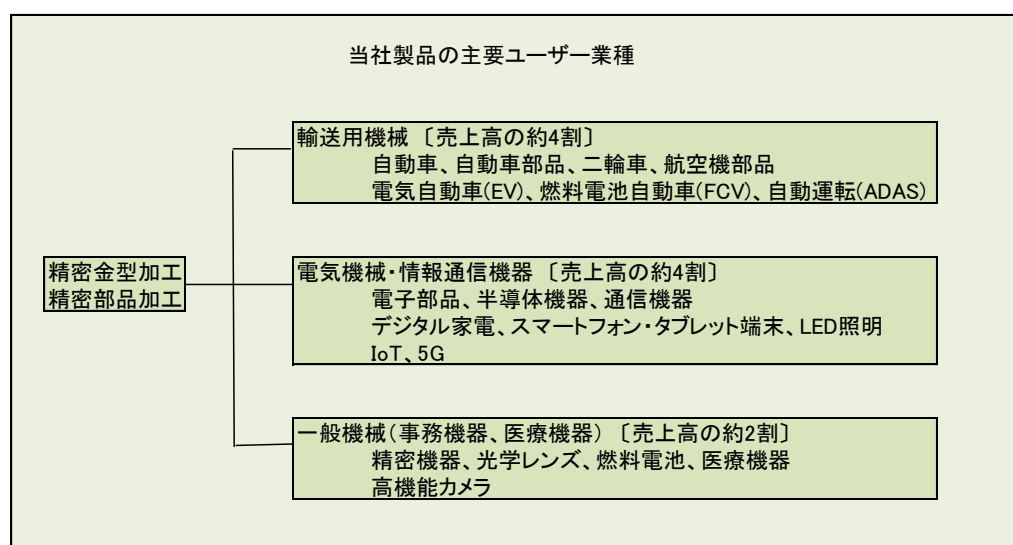 当社製品の主要ユーザー業種
輸送用機械 〔売上高の約4割〕
自動車、自動車部品、二輪車、航空機部品
電気自動車(EV)、燃料電池自動車(FCV)、自動運転(ADAS)
精密金型加工
精密部品加工
電気機械・情報通信機器 〔売上高の約4割〕
電子部品、半導体機器、通信機器
デジタル家電、スマートフォン・タブレット端末、LED照明
IoT、5G
一般機械(事務機器、医療機器) 〔売上高の約2割〕
精密機器、光学レンズ、燃料電池、医療機器
高機能カメラ